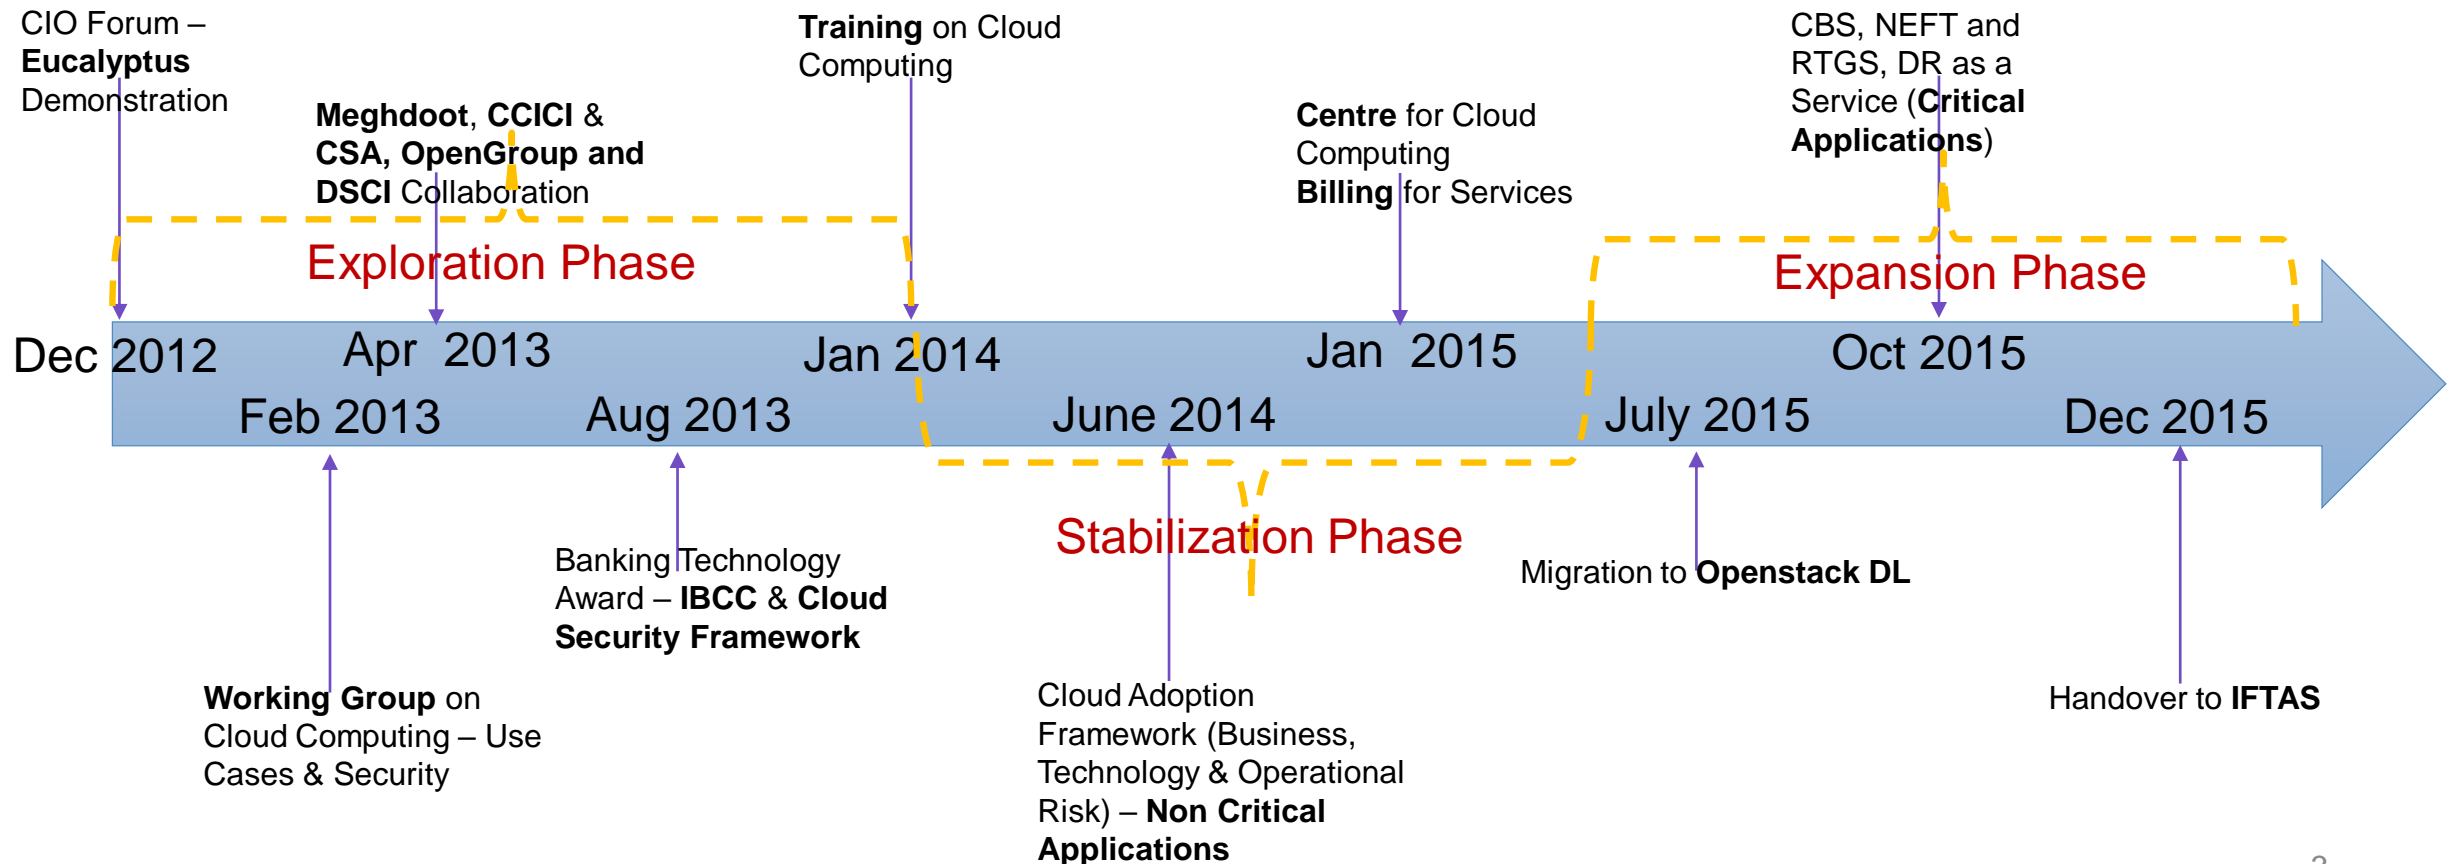 CIO Forum –
Eucalyptus
Demonstration
Meghdoot, CCICI &
CSA, OpenGroup and
DSCI Collaboration
Training on Cloud
Computing
Centre for Cloud
Computing
Billing for Services
CBS, NEFT and
RTGS, DR as a
Service (Critical
Applications)
Exploration Phase
Expansion Phase
Dec 2012
Apr 2013
Jan 2014
Jan 2015
Oct 2015
Feb 2013
Aug 2013
June 2014
July 2015
Dec 2015
Stabilization Phase
Banking Technology
Award – IBCC & Cloud
Security Framework
Migration to Openstack DL
Working Group on
Cloud Computing – Use
Cases & Security
Cloud Adoption
Framework (Business,
Technology & Operational
Risk) – Non Critical
Applications
Handover to IFTAS